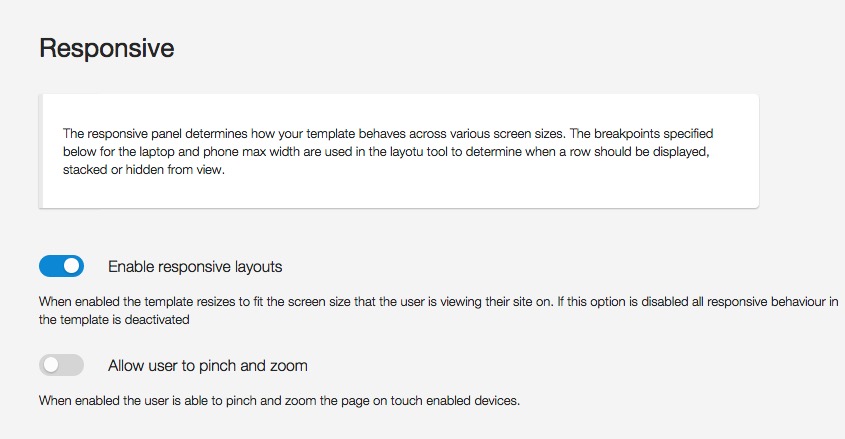 Responsive
The responsive panel determines how your template behaves across various screen sizes. The breakpoints specified
below for the laptop and phone max width are used in the layotu tool to determine when a row should be displayed,
stacked or hidden from view.
Enable responsive layouts
When enabled the template resizes to fit the screen size that the user is viewing their site on. If this option is disabled all responsive behaviour in
the template is deactivated
Allow user to pinch and zoom
When enabled the user is able to pinch and zoom the page on touch enabled devices.